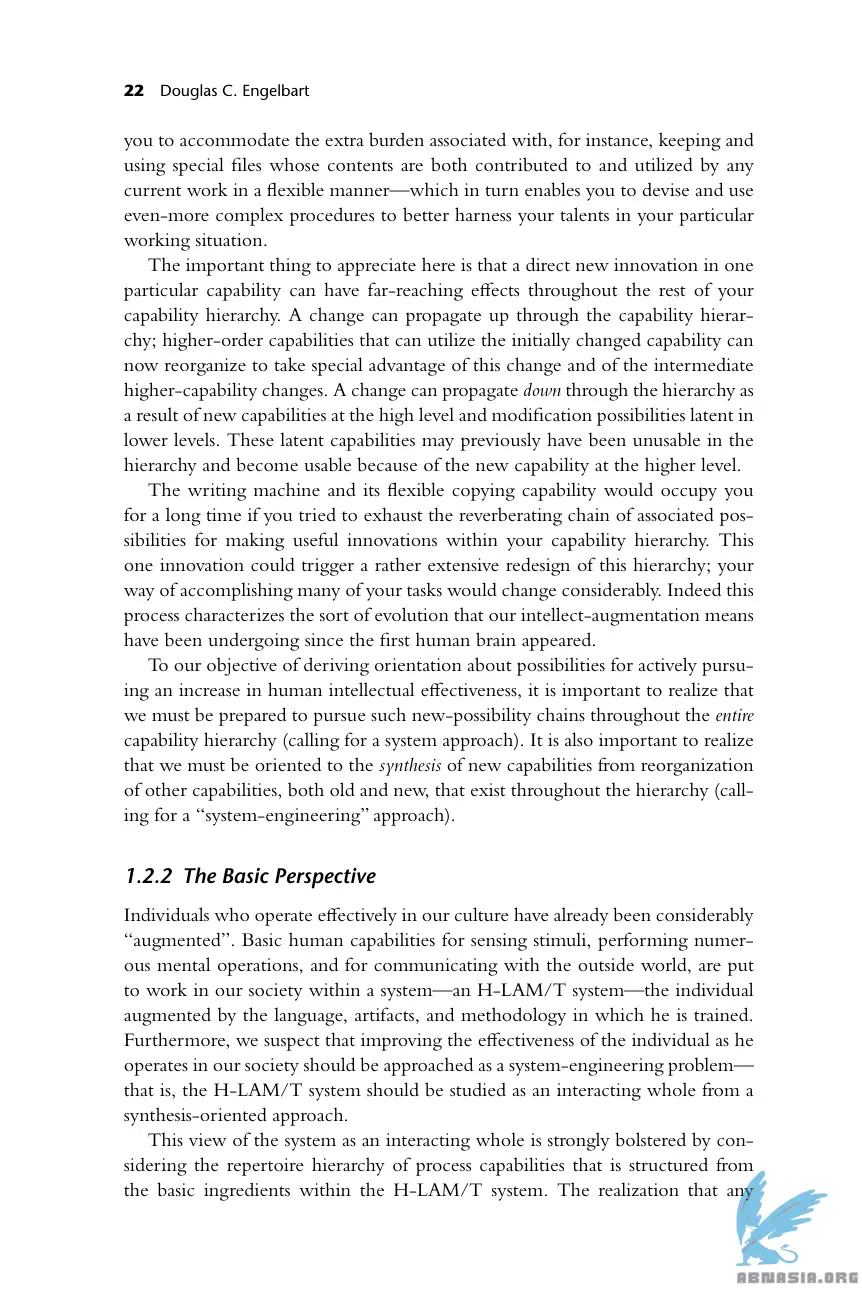 22 Douglas C. Engelbart
you to accommodate the extra burden associated with, for instance, keeping and
using special files whose contents are both contributed to and utilized by any
current work in a flexible manner—which in turn enables you to devise and use
even-more complex procedures to better harness your talents in your particular
working situation.
The important thing to appreciate here is that a direct new innovation in one
particular capability can have far-reaching effects throughout the rest of your
capability hierarchy. A change can propagate up through the capability hierar-
chy; higher-order capabilities that can utilize the initially changed capability can
now reorganize to take special advantage of this change and of the intermediate
higher-capability changes. A change can propagate down through the hierarchy as
a result of new capabilities at the high level and modification possibilities latent in
lower levels. These latent capabilities may previously have been unusable in the
hierarchy and become usable because of the new capability at the higher level.
The writing machine and its flexible copying capability would occupy you
for a long time if you tried to exhaust the reverberating chain of associated pos-
sibilities for making useful innovations within your capability hierarchy. This
one innovation could trigger a rather extensive redesign of this hierarchy; your
way of accomplishing many of your tasks would change considerably. Indeed this
process characterizes the sort of evolution that our intellect-augmentation means
have been undergoing since the first human brain appeared.
To our objective of deriving orientation about possibilities for actively pursu-
ing an increase in human intellectual effectiveness, it is important to realize that
we must be prepared to pursue such new-possibility chains throughout the entire
capability hierarchy (calling for a system approach). It is also important to realize
that we must be oriented to the synthesis of new capabilities from reorganization
of other capabilities, both old and new, that exist throughout the hierarchy (call-
ing for a “system-engineering” approach).
1.2.2 The Basic Perspective
Individuals who operate effectively in our culture have already been considerably
“augmented”. Basic human capabilities for sensing stimuli, performing numer-
ous mental operations, and for communicating with the outside world, are put
to work in our society within a system—an H-LAM/T system—the individual
augmented by the language, artifacts, and methodology in which he is trained.
Furthermore, we suspect that improving the effectiveness of the individual as he
operates in our society should be approached as a system-engineering problem—
that is, the H-LAM/T system should be studied as an interacting whole from a
synthesis-oriented approach.
This view of the system as an interacting whole is strongly bolstered by con-
sidering the repertoire hierarchy of process capabilities that is structured from
the basic ingredients within the H-LAM/T system. The realization that any
ABNASIA.ORG